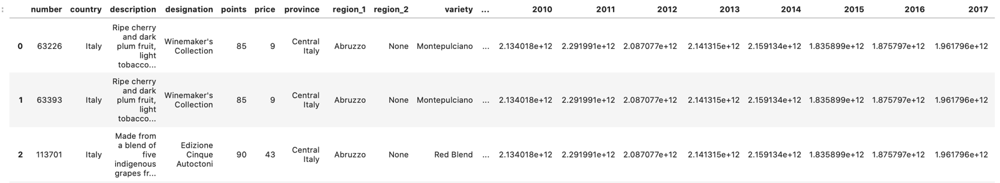 number country description designation points price province region_1 region_2 variety ... 2010 2011 2012 2013 2014 2015 2016 2017
0 63226 Italy Ripe cherry and dark plum fruit, light tobacco... Winemaker's Collection 85 9 Central Italy Abruzzo None Montepulciano ... 2.134018e+12 2.291991e+12 2.087077e+12 2.141315e+12 2.159134e+12 1.835899e+12 1.875797e+12 1.961796e+12
1 63393 Italy Ripe cherry and dark plum fruit, light tobacco... Winemaker's Collection 85 9 Central Italy Abruzzo None Montepulciano ... 2.134018e+12 2.291991e+12 2.087077e+12 2.141315e+12 2.159134e+12 1.835899e+12 1.875797e+12 1.961796e+12
2 113701 Italy Made from a blend of five indigenous grapes fr... Edizione Cinque Autoctoni 90 43 Central Italy Abruzzo None Red Blend ... 2.134018e+12 2.291991e+12 2.087077e+12 2.141315e+12 2.159134e+12 1.835899e+12 1.875797e+12 1.961796e+12